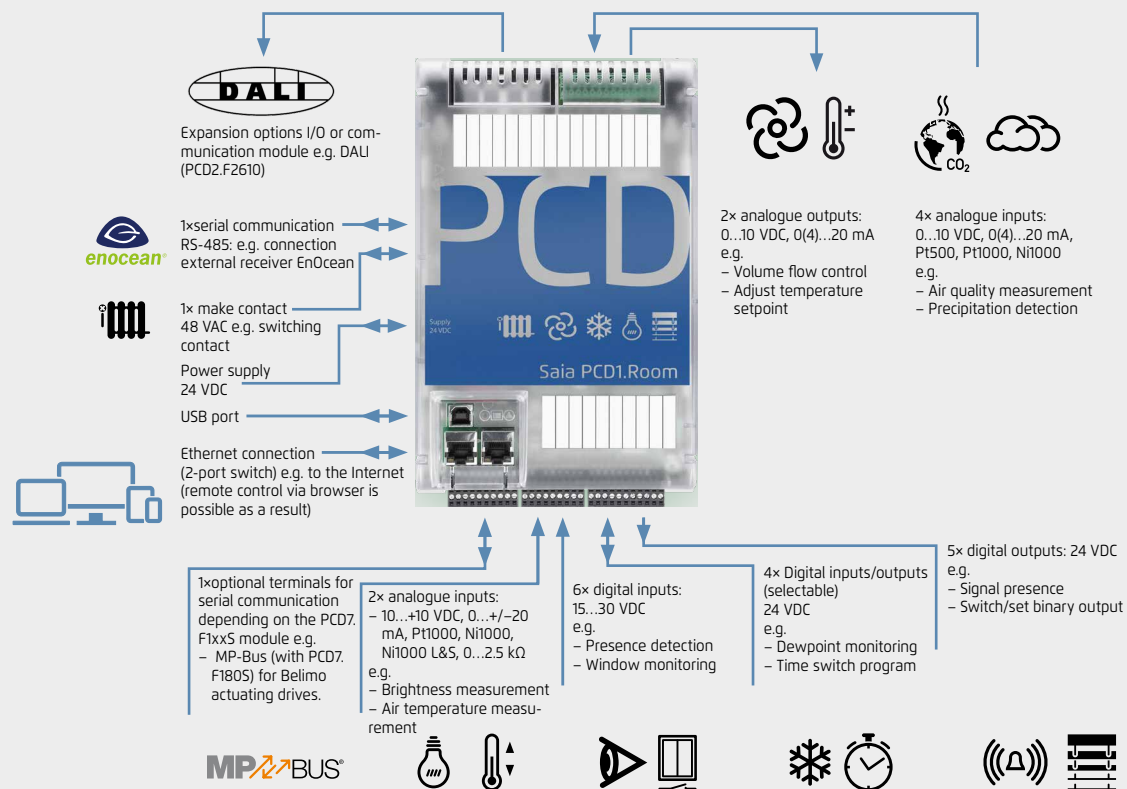 DALI
Expansion options I/O or com-
munication module e.g. DALI
(PCD2.F2610)
enocean®
1×serial communication
RS-485: e.g. connection
external receiver EnOcean
1× make contact
48 VAC e.g. switching
contact
Power supply
24 VDC
USB port
Ethernet connection
(2-port switch) e.g. to the Internet
(remote control via browser is
possible as a result)
PCD
Supply
24 VDC
Saia PCD1.Room
2× analogue outputs:
0...10 VDC, 0(4)...20 mA
e.g.
– Volume flow control
– Adjust temperature
setpoint
CO2
4× analogue inputs:
0...10 VDC, 0(4)...20 mA,
Pt500, Pt1000, Ni1000
e.g.
– Air quality measurement
– Precipitation detection
1×optional terminals for
serial communication
depending on the PCD7.
F1xxS module e.g.
– MP-Bus (with PCD7.
F180S) for Belimo
actuating drives.
2× analogue inputs:
– 10...+10 VDC, 0...+/–20
mA, Pt1000, Ni1000,
Ni1000 L&S, 0...2.5 kΩ
e.g.
– Brightness measurement
– Air temperature measu-
rement
6× digital inputs:
15...30 VDC
e.g.
– Presence detection
– Window monitoring
4× Digital inputs/outputs
(selectable)
24 VDC
e.g.
– Dewpoint monitoring
– Time switch program
5× digital outputs: 24 VDC
e.g.
– Signal presence
– Switch/set binary output
MP BUS®